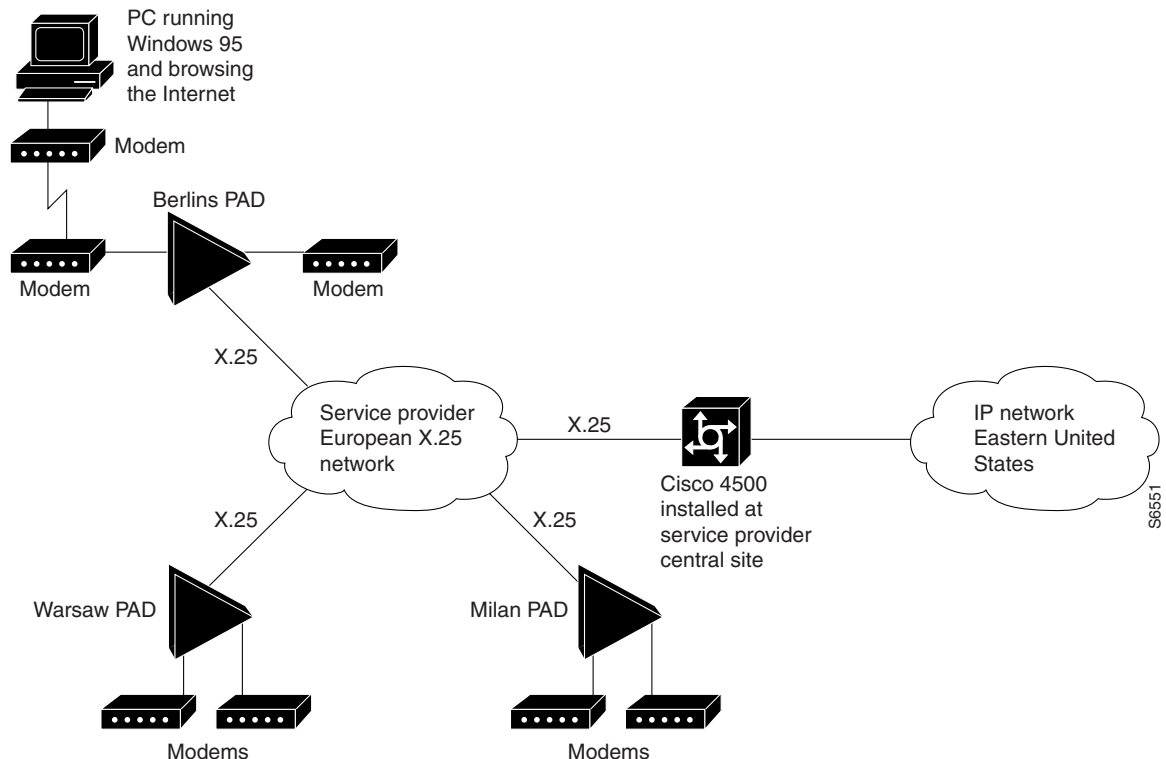 PC running
Windows 95
and browsing
the Internet
Modem
Berlins PAD
Modem
Modem
X.25
Service provider
European X.25
network
X.25
IP network
Eastern United
States
Cisco 4500
installed at
service provider
central site
S6551
X.25
X.25
Warsaw PAD
Milan PAD
Modems
Modems